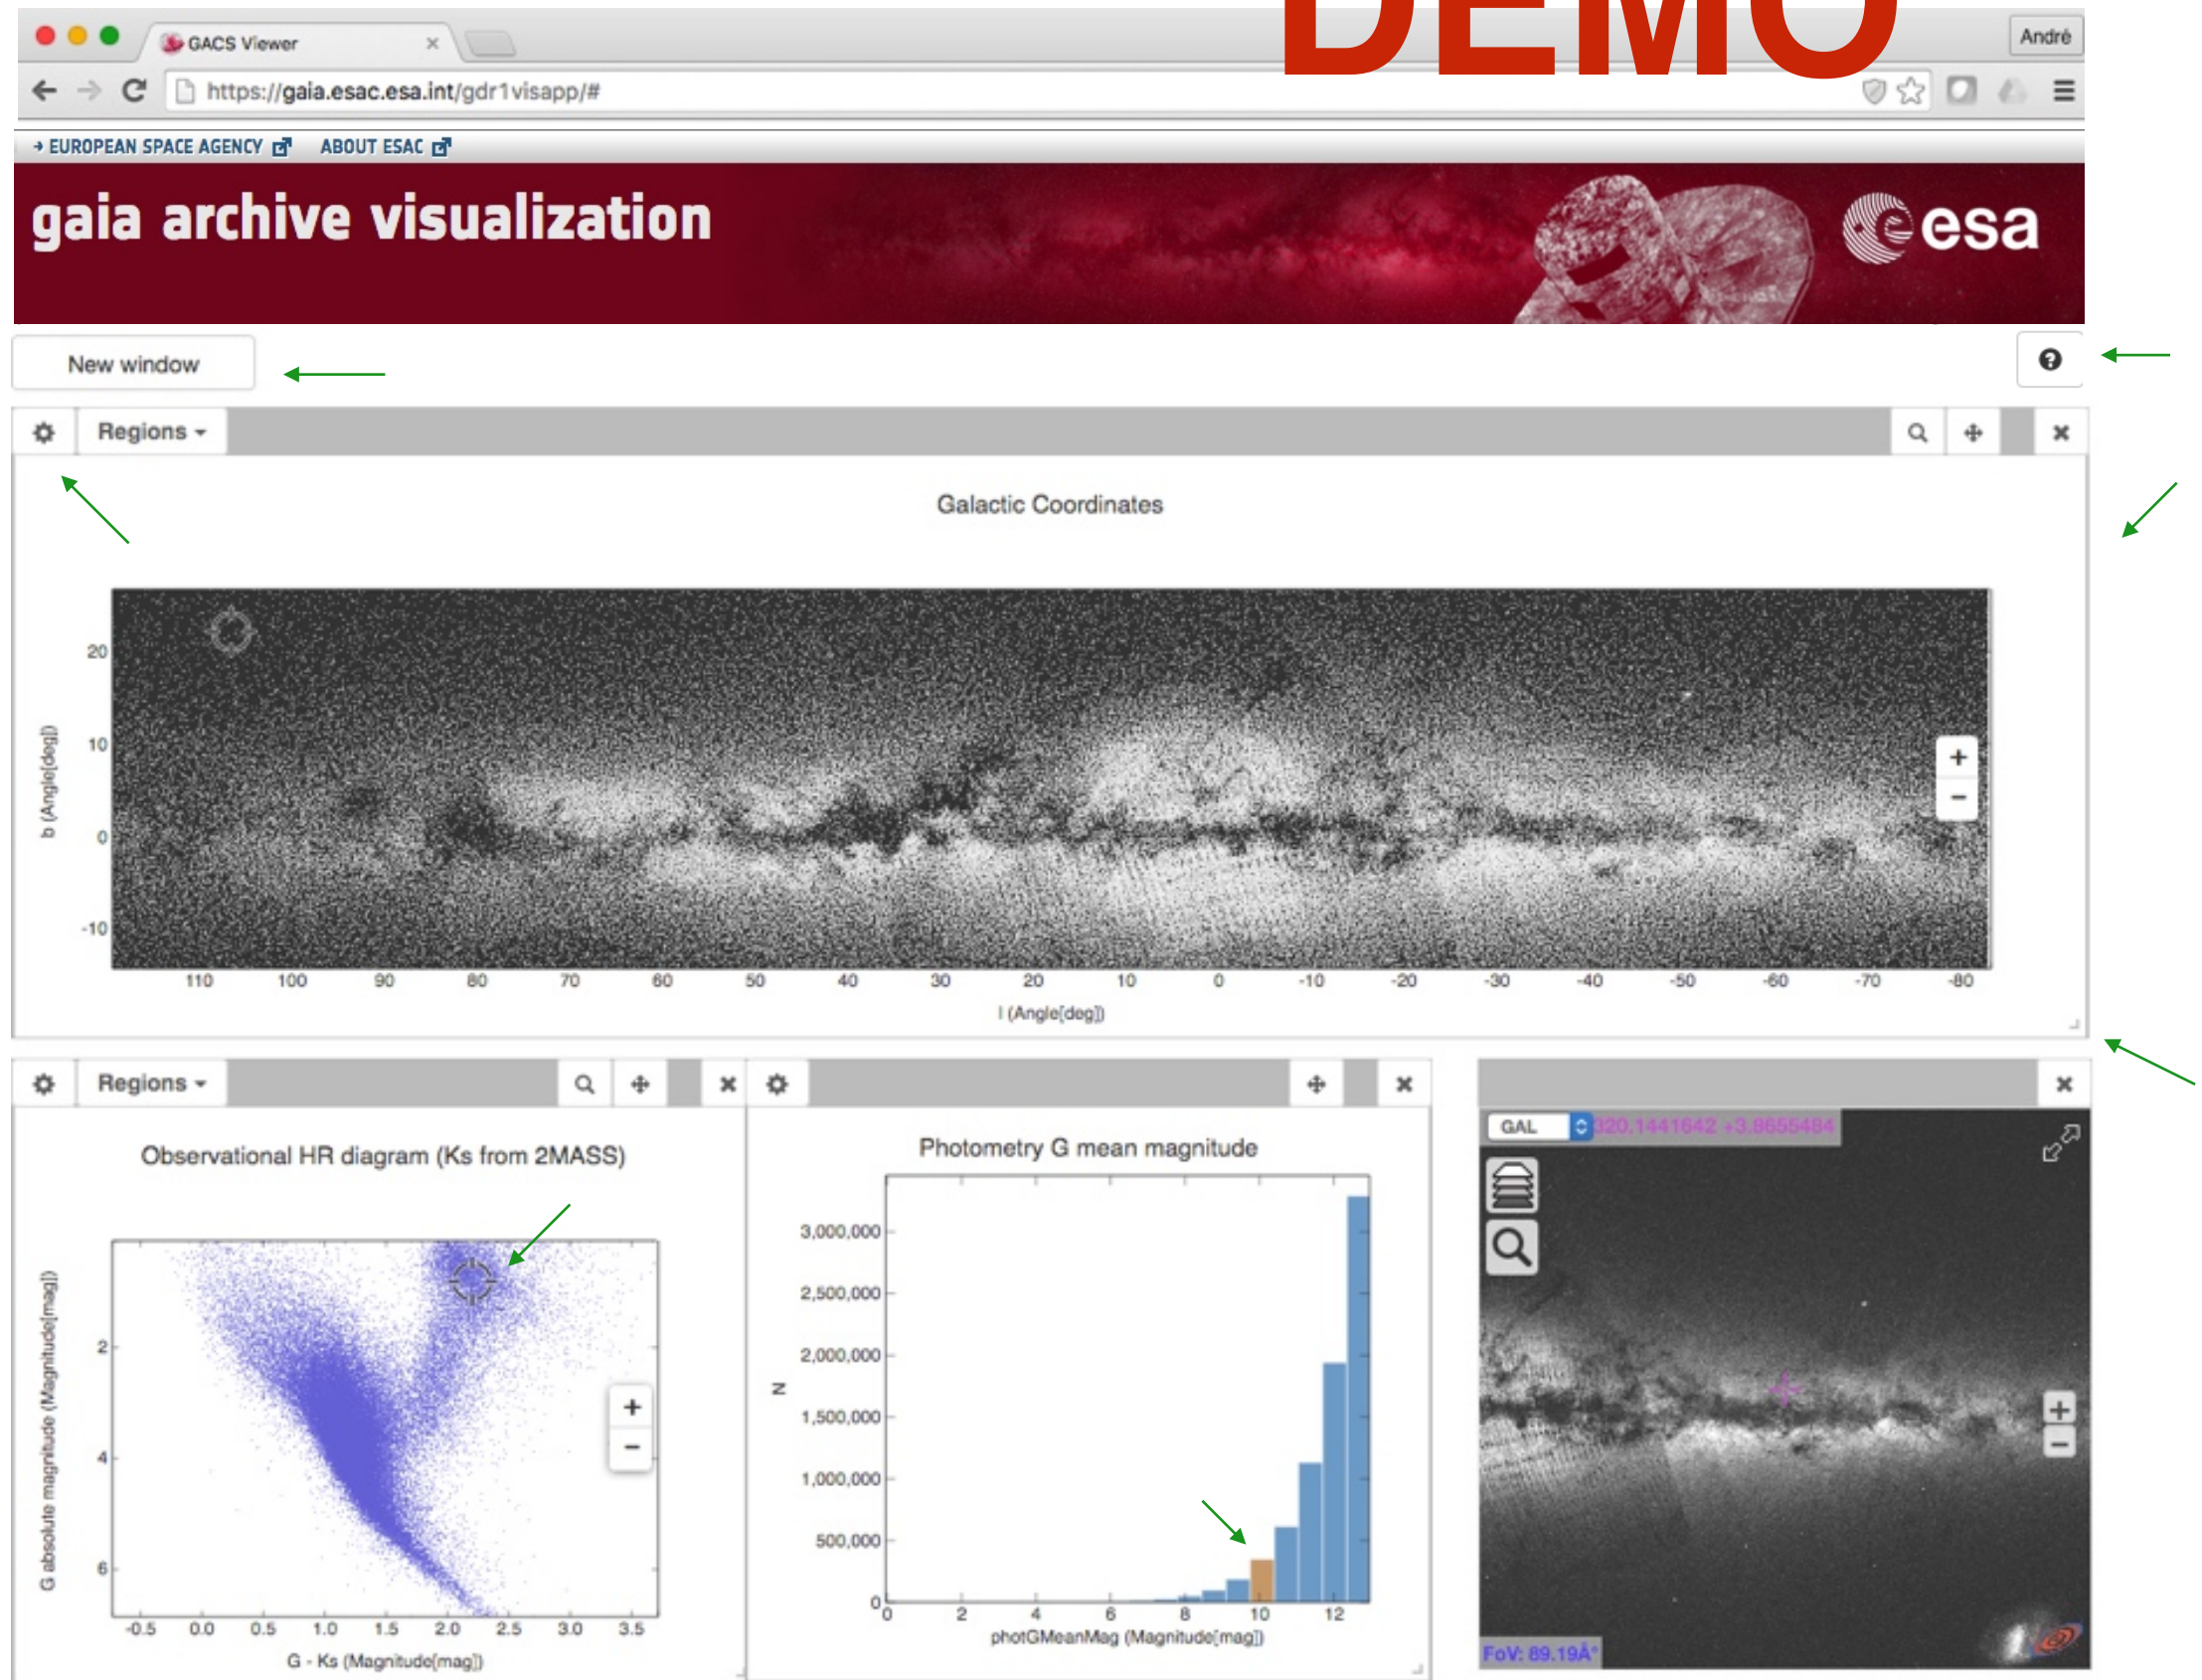 DEMO
GACS Viewer
André
https://gaia.esac.esa.int/gdr1visapp/#
EUROPEAN SPACE AGENCY ABOUT ESAC
gaia archive visualization
esa
New window
Regions
Galactic Coordinates
b (Angle[deg])
20
10
0
-10
110 100 90 80 70 60 50 40 30 20 10 0 -10 -20 -30 -40 -50 -60 -70 -80
l (Angle[deg])
Regions
Observational HR diagram (Ks from 2MASS)
G absolute magnitude (Magnitude[mag])
2
4
6
-0.5 0.0 0.5 1.0 1.5 2.0 2.5 3.0 3.5
G - Ks (Magnitude[mag])
Photometry G mean magnitude
N
3,000,000
2,500,000
2,000,000
1,500,000
1,000,000
500,000
0
0 2 4 6 8 10 12
photGMeanMag (Magnitude[mag])
GAL 320.1441642 +3.8655484
FoV: 89.19Å°